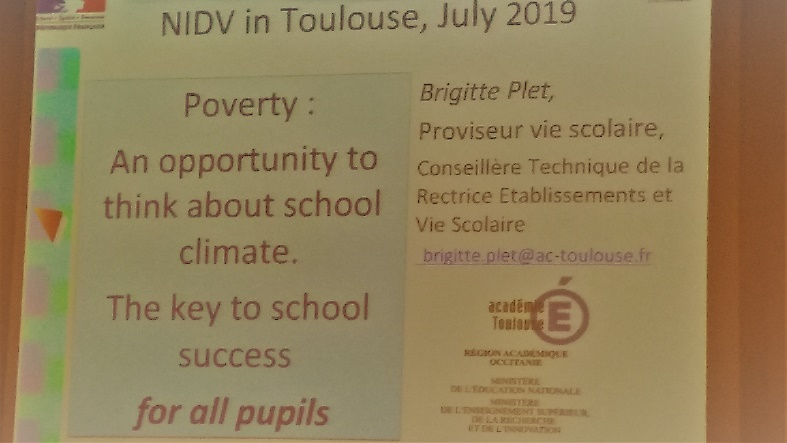 NIDV in Toulouse, July 2019
Poverty :
An opportunity to
think about school
climate.
The key to school
success
for all pupils
Brigitte Plet,
Proviseur vie scolaire,
Conseillère Technique de la
Rectrice Etablissements et
Vie Scolaire
brigitte.plet@ac-toulouse.fr
académie
Toulouse
É
RÉGION ACADÉMIQUE
OCCITANIE
MINISTÈRE
DE L'ÉDUCATION NATIONALE
MINISTÈRE
DE L'ENSEIGNEMENT SUPÉRIEUR,
DE LA RECHERCHE
ET DE L'INNOVATION